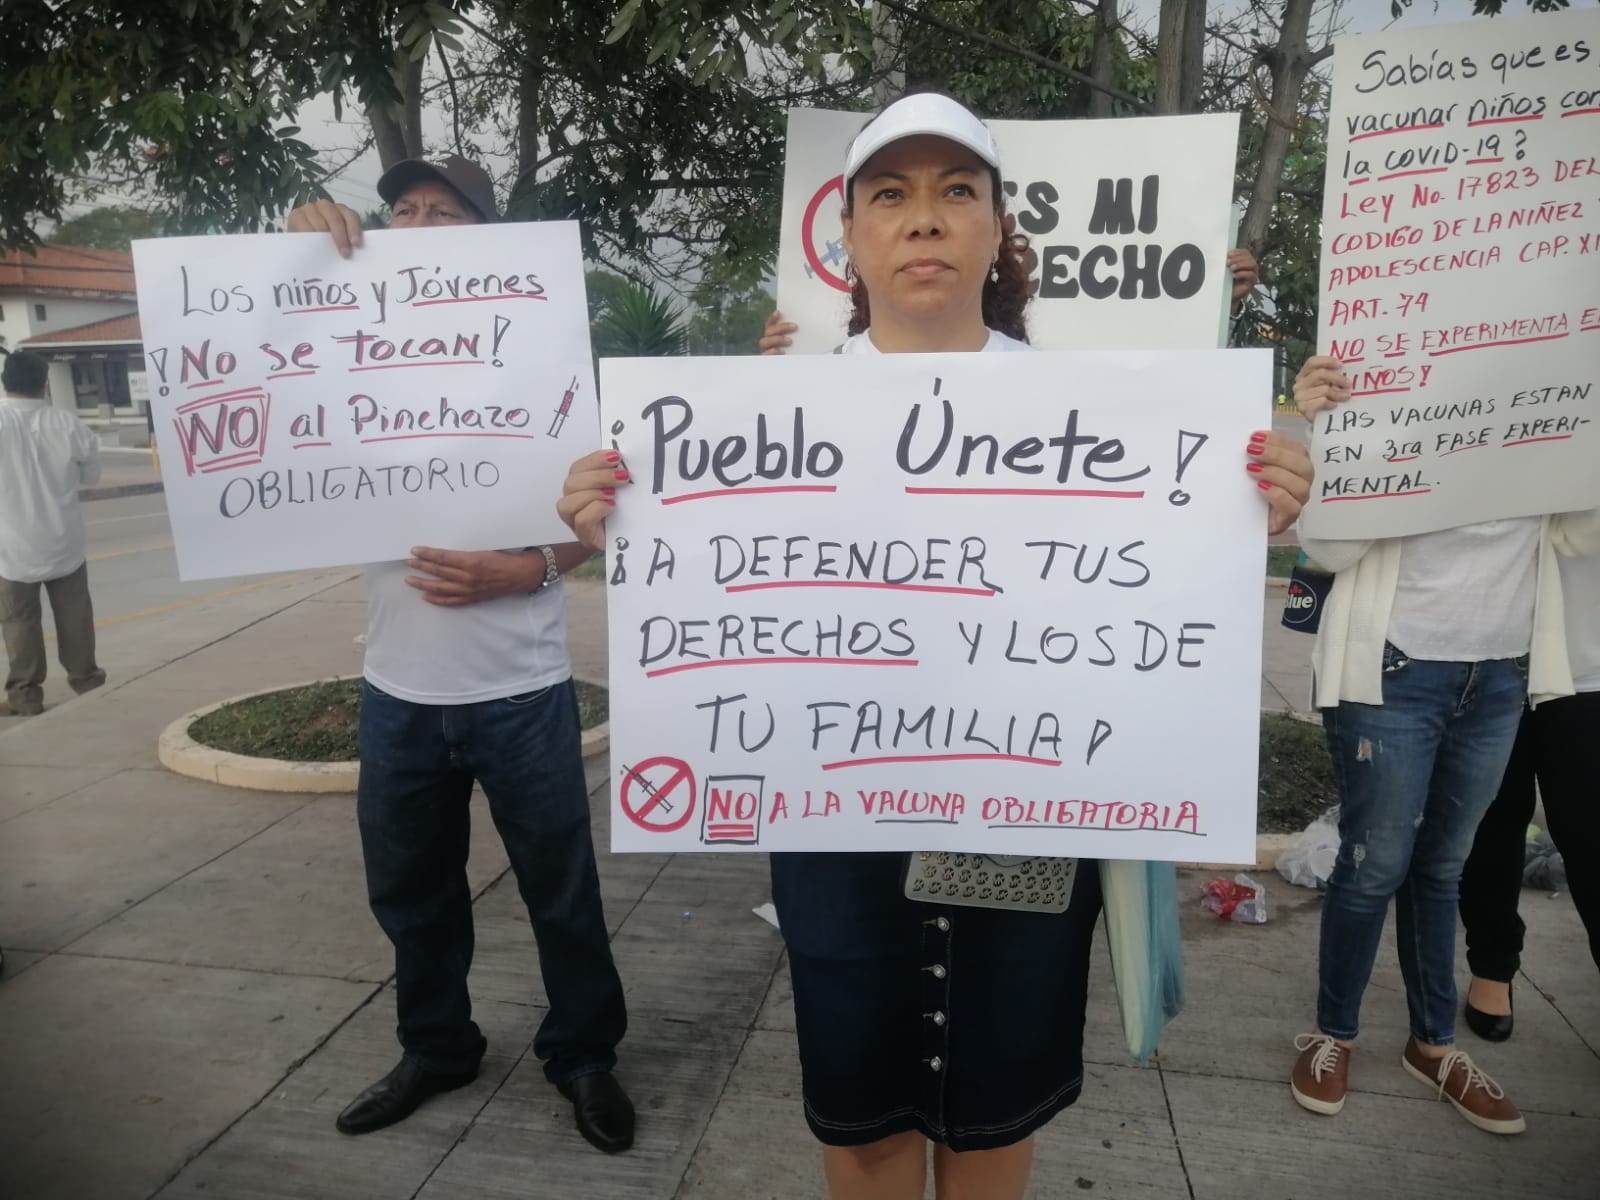 Los niños y Jóvenes
¡No se tocan!
NO al Pinchazo
OBLIGATORIO
ES MI
DERECHO
¡Pueblo Únete!
¡A DEFENDER TUS
DERECHOS Y LOS DE
TU FAMILIA!
NO A LA VACUNA OBLIGATORIA
Sabías que es
vacunar niños con
la COVID-19?
Ley No. 17823 DEL
CODIGO DE LA NIÑEZ Y
ADOLESCENCIA CAP. XI
ART. 74
NO SE EXPERIMENTA EN
NIÑOS!
LAS VACUNAS ESTAN
EN 3ra FASE EXPERI-
MENTAL.
Blue